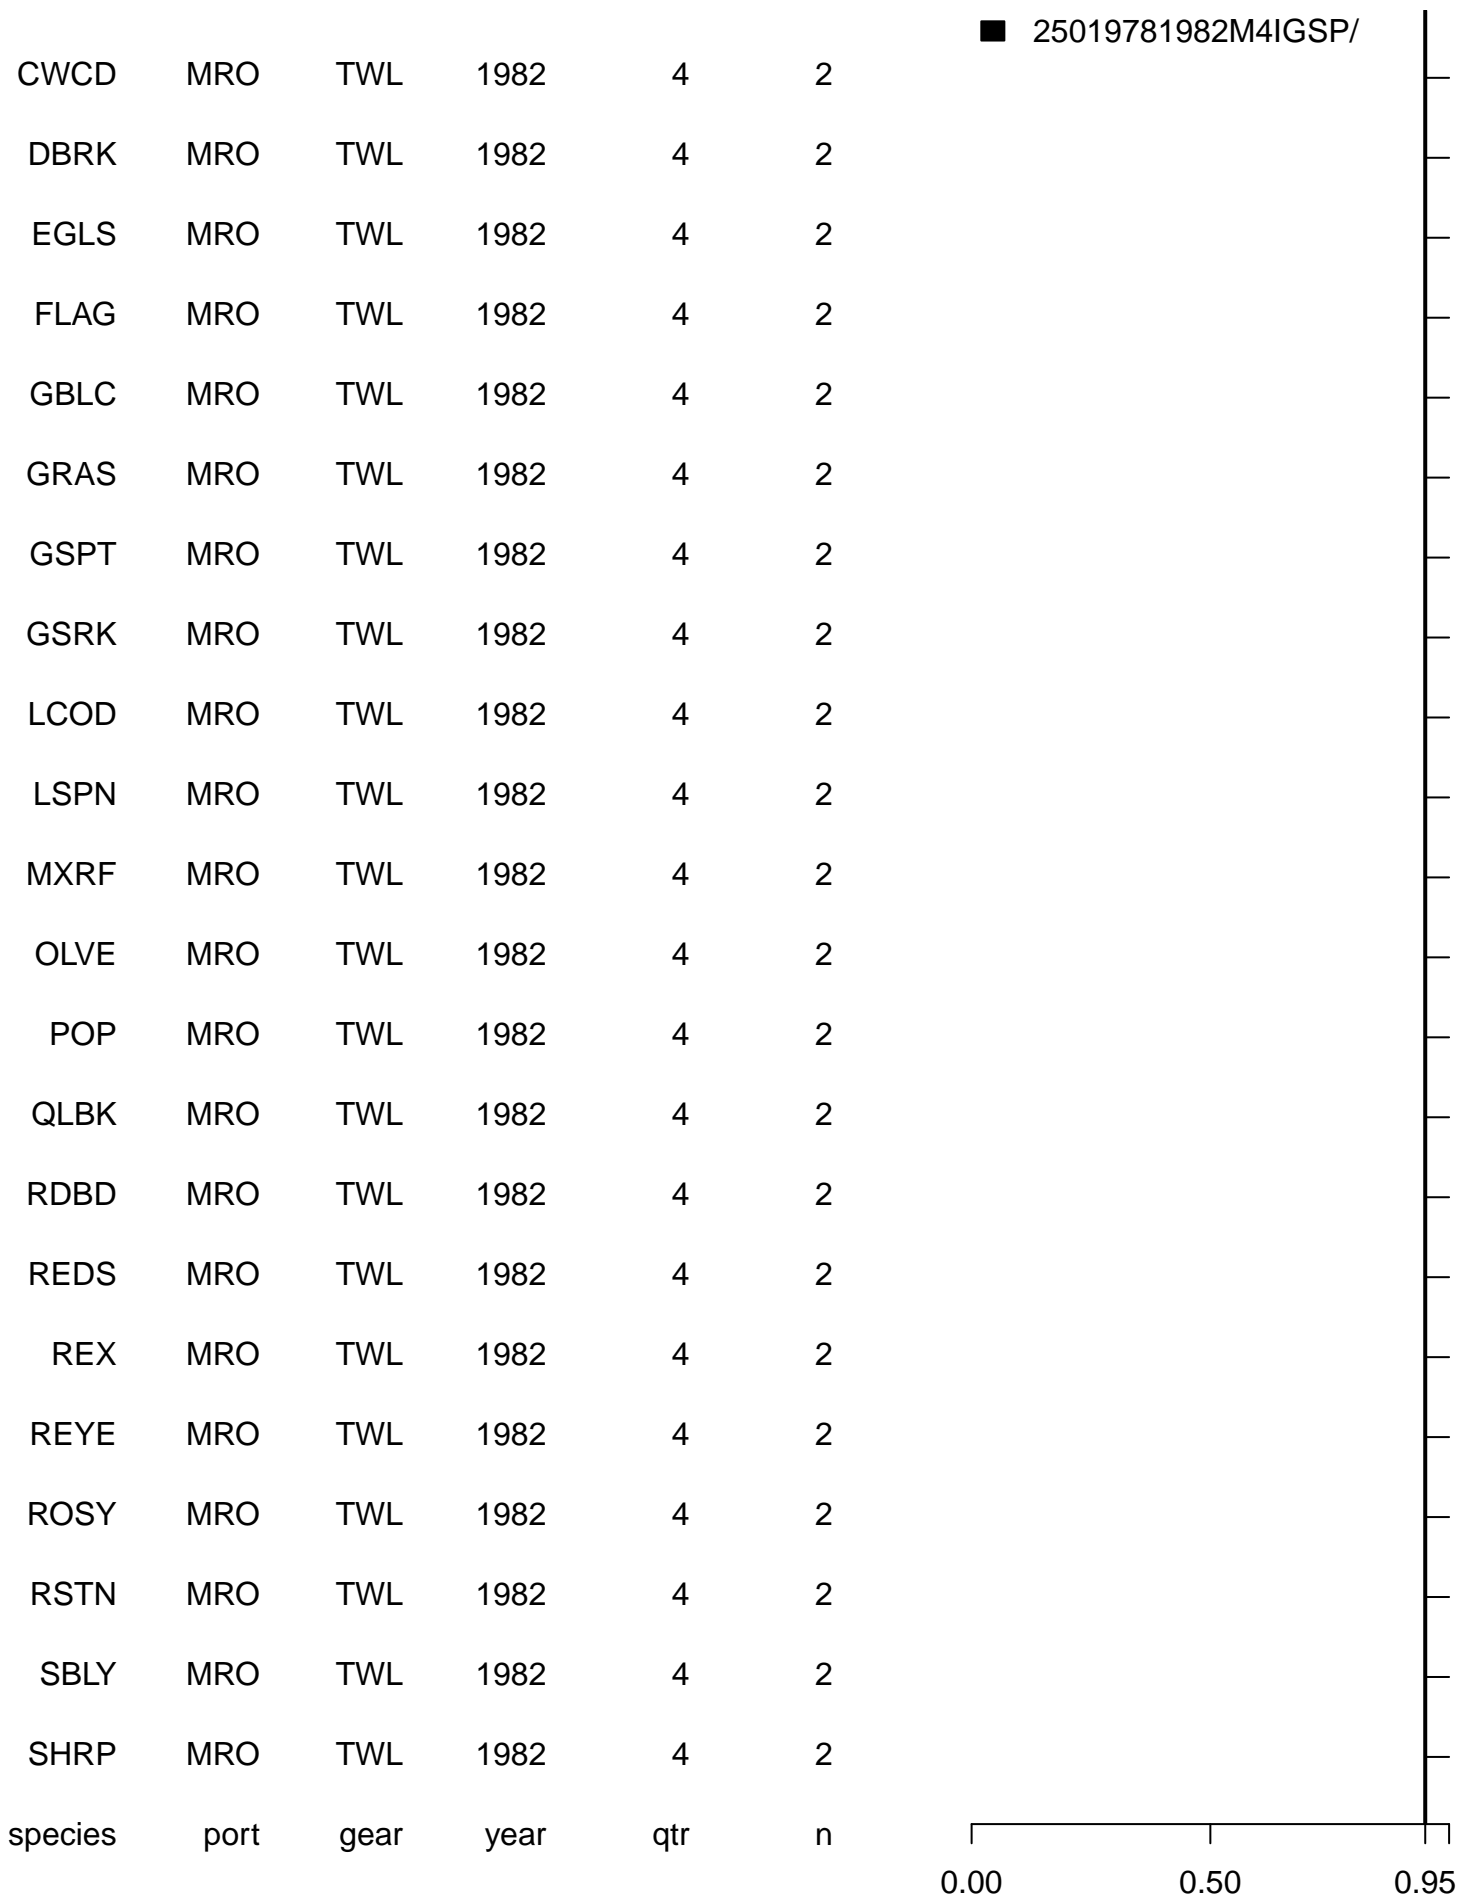 25019781982M4IGSP/
CWCD MRO TWL 1982 4 2
DBRK MRO TWL 1982 4 2
EGLS MRO TWL 1982 4 2
FLAG MRO TWL 1982 4 2
GBLC MRO TWL 1982 4 2
GRAS MRO TWL 1982 4 2
GSPT MRO TWL 1982 4 2
GSRK MRO TWL 1982 4 2
LCOD MRO TWL 1982 4 2
LSPN MRO TWL 1982 4 2
MXRF MRO TWL 1982 4 2
OLVE MRO TWL 1982 4 2
POP MRO TWL 1982 4 2
QLBK MRO TWL 1982 4 2
RDBD MRO TWL 1982 4 2
REDS MRO TWL 1982 4 2
REX MRO TWL 1982 4 2
REYE MRO TWL 1982 4 2
ROSY MRO TWL 1982 4 2
RSTN MRO TWL 1982 4 2
SBLY MRO TWL 1982 4 2
SHRP MRO TWL 1982 4 2
species port gear year qtr n
0.00 0.50 0.95